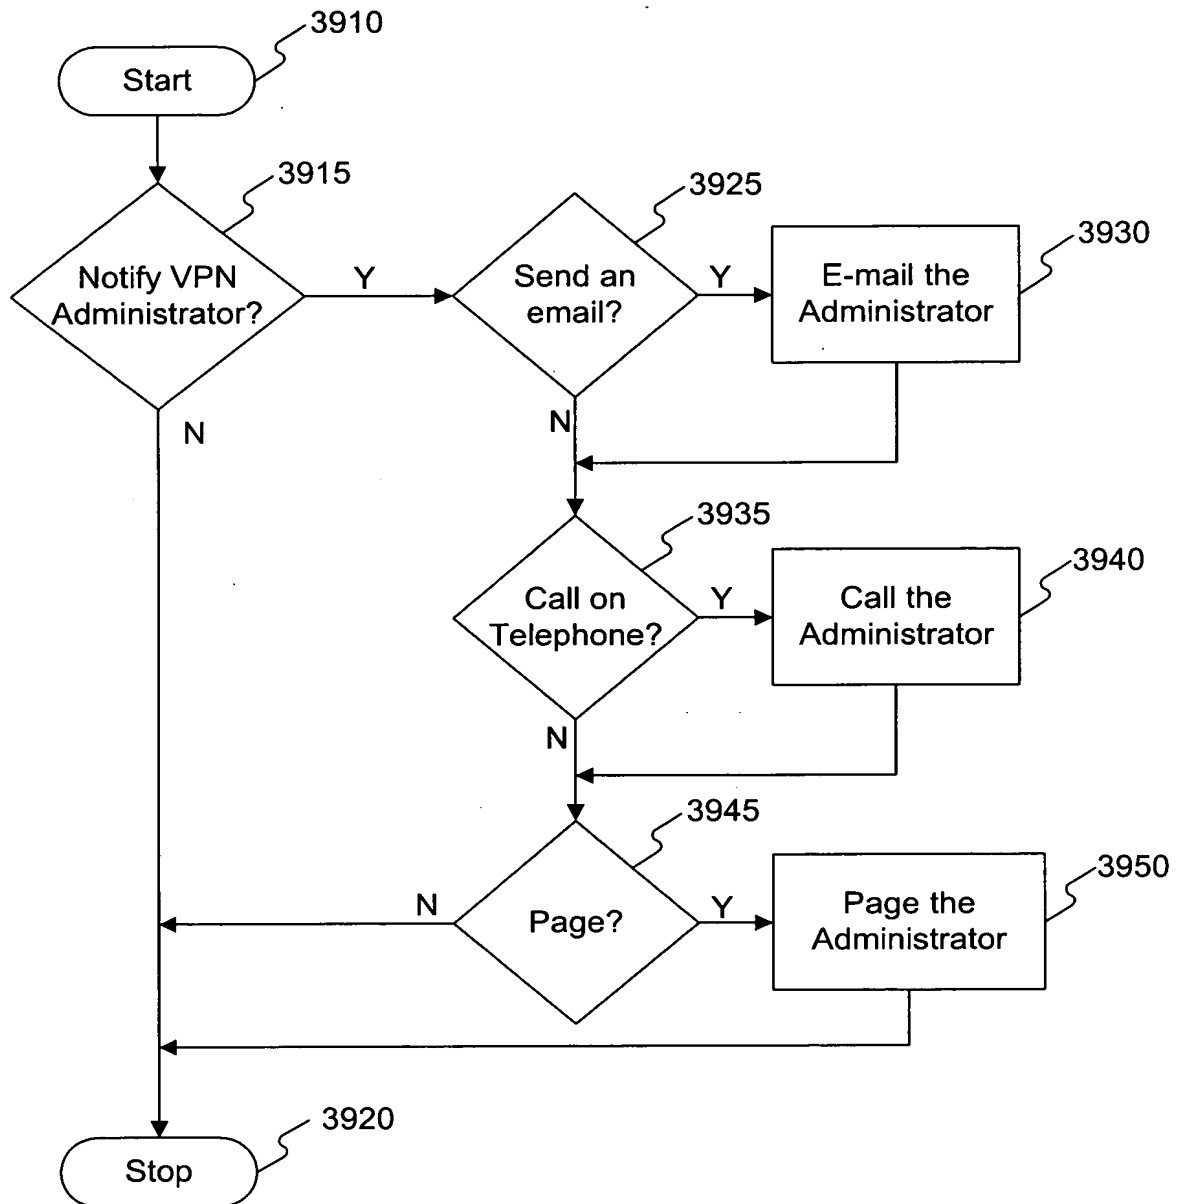 3910
Start
3915
Notify VPN
Administrator?
Y
N
3925
Send an
email?
Y
N
3930
E-mail the
Administrator
3935
Call on
Telephone?
Y
N
3940
Call the
Administrator
3945
Page?
N
Y
3950
Page the
Administrator
3920
Stop